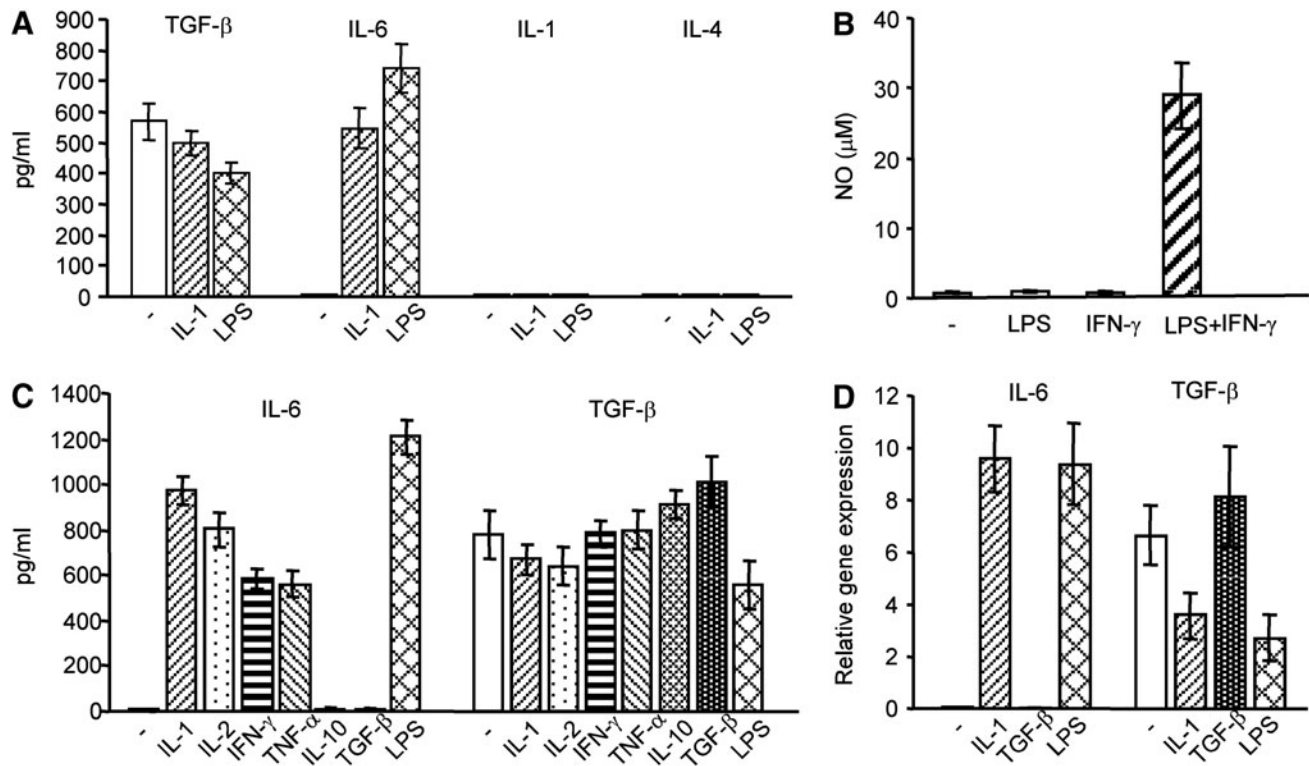 A
TGF-β IL-6 IL-1 IL-4
pg/ml
900
800
700
600
500
400
300
200
100
0
- IL-1 LPS - IL-1 LPS - IL-1 LPS - IL-1 LPS
B
NO (μM)
40
30
20
10
0
- LPS IFN-γ LPS+IFN-γ
C
IL-6 TGF-β
pg/ml
1400
1200
1000
800
600
400
200
0
- IL-1 IL-2 IFN-γ TNF-α IL-10 TGF-β LPS - IL-1 IL-2 IFN-γ TNF-α IL-10 TGF-β LPS
D
IL-6 TGF-β
Relative gene expression
12
10
8
6
4
2
0
- IL-1 TGF-β LPS - IL-1 TGF-β LPS